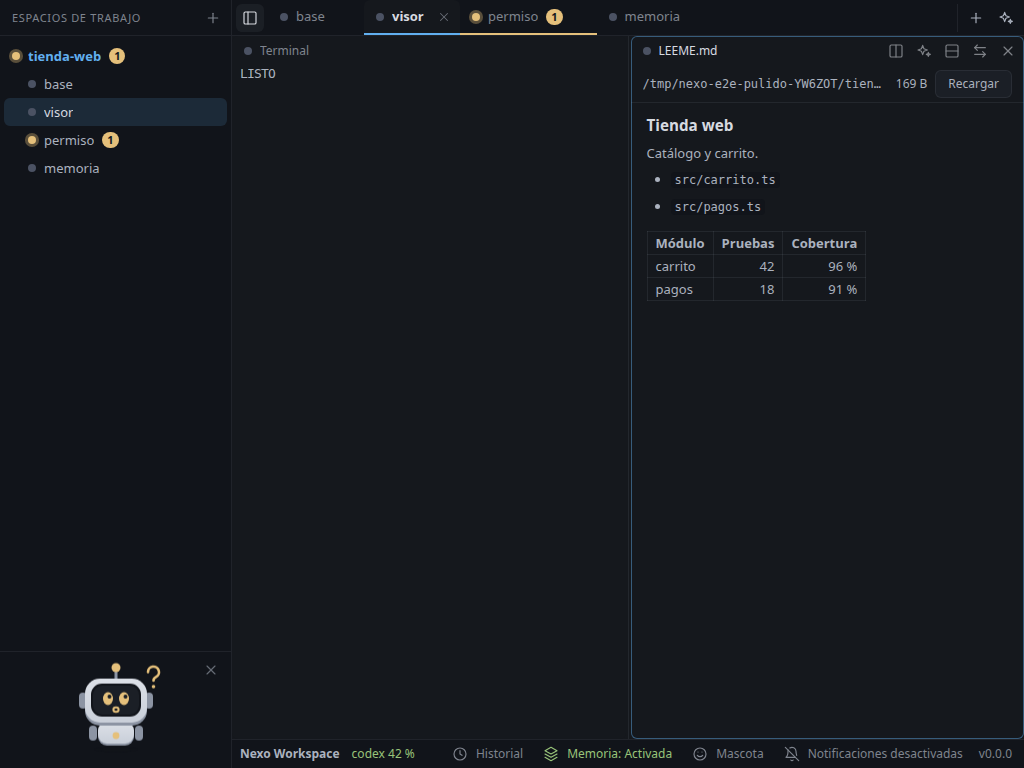 ESPACIOS DE TRABAJO
tienda-web 1
base
visor
permiso 1
memoria
base
visor
permiso 1
memoria
Terminal
LISTO
LEEME.md
/tmp/nexo-e2e-pulido-YW6ZOT/tien… 169 B Recargar
Tienda web
Catálogo y carrito.
src/carrito.ts
src/pagos.ts
Módulo Pruebas Cobertura
carrito 42 96 %
pagos 18 91 %
?
Nexo Workspace codex 42 % Historial Memoria: Activada Mascota Notificaciones desactivadas v0.0.0